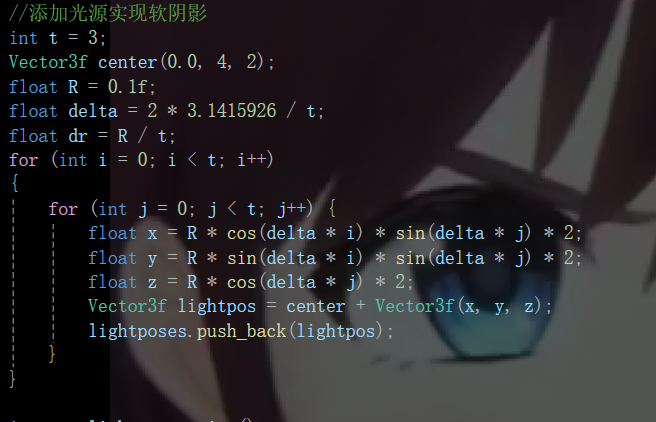 //添加光源实现软阴影
int t = 3;
Vector3f center(0.0, 4, 2);
float R = 0.1f;
float delta = 2 * 3.1415926 / t;
float dr = R / t;
for (int i = 0; i < t; i++)
{
for (int j = 0; j < t; j++) {
float x = R * cos(delta * i) * sin(delta * j) * 2;
float y = R * sin(delta * i) * sin(delta * j) * 2;
float z = R * cos(delta * j) * 2;
Vector3f lightpos = center + Vector3f(x, y, z);
lightposes.push_back(lightpos);
}
}